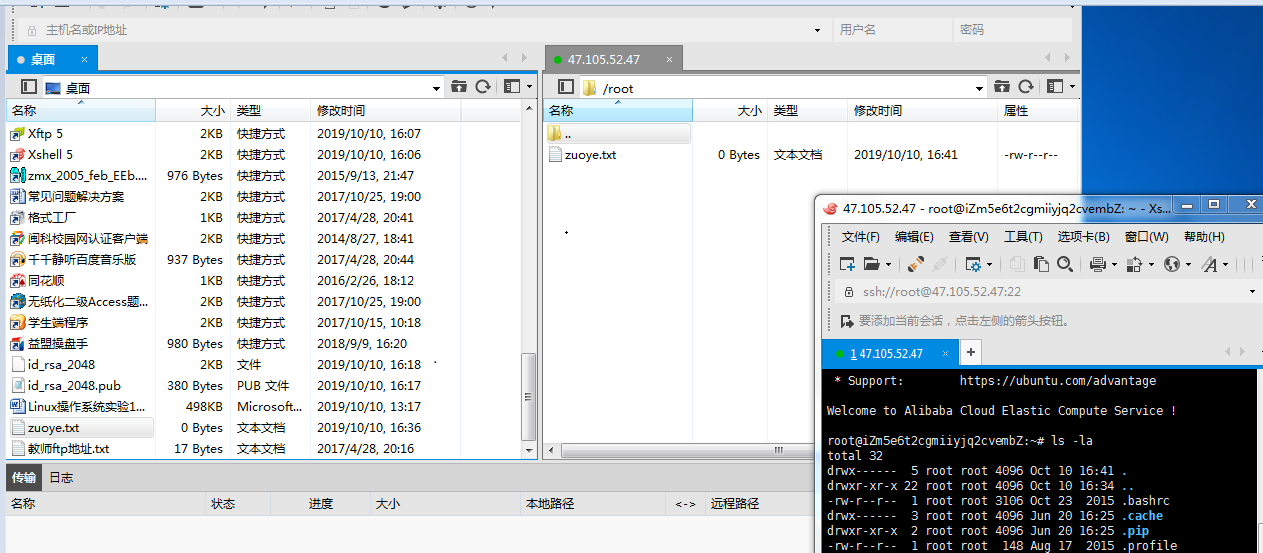 主机名或IP地址 用户名 密码
桌面 × 47.105.52.47 ×
桌面 /root
名称 大小 类型 修改时间 名称 大小 类型 修改时间 属性
Xftp 5 2KB 快捷方式 2019/10/10, 16:07 ..
Xshell 5 2KB 快捷方式 2019/10/10, 16:06 zuoye.txt 0 Bytes 文本文档 2019/10/10, 16:41 -rw-r--r--
zmx_2005_feb_EEb.... 976 Bytes 快捷方式 2015/9/13, 21:47
常见问题解决方案 2KB 快捷方式 2017/10/25, 19:00
格式工厂 1KB 快捷方式 2017/4/28, 20:41
闽科校园网认证客户端 2KB 快捷方式 2014/8/27, 18:41
千千静听百度音乐版 937 Bytes 快捷方式 2017/4/28, 20:44
同花顺 1KB 快捷方式 2016/2/26, 18:12
无纸化二级Access题... 2KB 快捷方式 2017/10/25, 19:00
学生端程序 2KB 快捷方式 2017/10/15, 10:18
益盟操盘手 980 Bytes 快捷方式 2018/9/9, 16:20
id_rsa_2048 2KB 文件 2019/10/10, 16:18
id_rsa_2048.pub 380 Bytes PUB 文件 2019/10/10, 16:17
Linux操作系统实验1... 498KB Microsoft... 2019/10/10, 13:17
zuoye.txt 0 Bytes 文本文档 2019/10/10, 16:36
教师ftp地址.txt 17 Bytes 文本文档 2017/4/28, 20:16
传输 日志
名称 状态 进度 大小 本地路径 <-> 远程路径
47.105.52.47 - root@iZm5e6t2cgmiiyjq2cvembZ: ~ - Xs...
文件(F) 编辑(E) 查看(V) 工具(T) 选项卡(B) 窗口(W) 帮助(H)
ssh://root@47.105.52.47:22
要添加当前会话，点击左侧的箭头按钮。
1 47.105.52.47 × +
* Support: https://ubuntu.com/advantage
Welcome to Alibaba Cloud Elastic Compute Service !
root@iZm5e6t2cgmiiyjq2cvembZ:~# ls -la
total 32
drwx------ 5 root root 4096 Oct 10 16:41 .
drwxr-xr-x 22 root root 4096 Oct 10 16:34 ..
-rw-r--r-- 1 root root 3106 Oct 23 2015 .bashrc
drwx------ 3 root root 4096 Jun 20 16:25 .cache
drwxr-xr-x 2 root root 4096 Jun 20 16:25 .pip
-rw-r--r-- 1 root root 148 Aug 17 2015 .profile